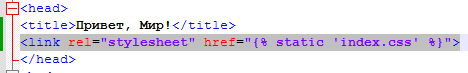 <head>
<title>Привет, Мир!</title>
<link rel="stylesheet" href="{% static 'index.css' %}">
</head>